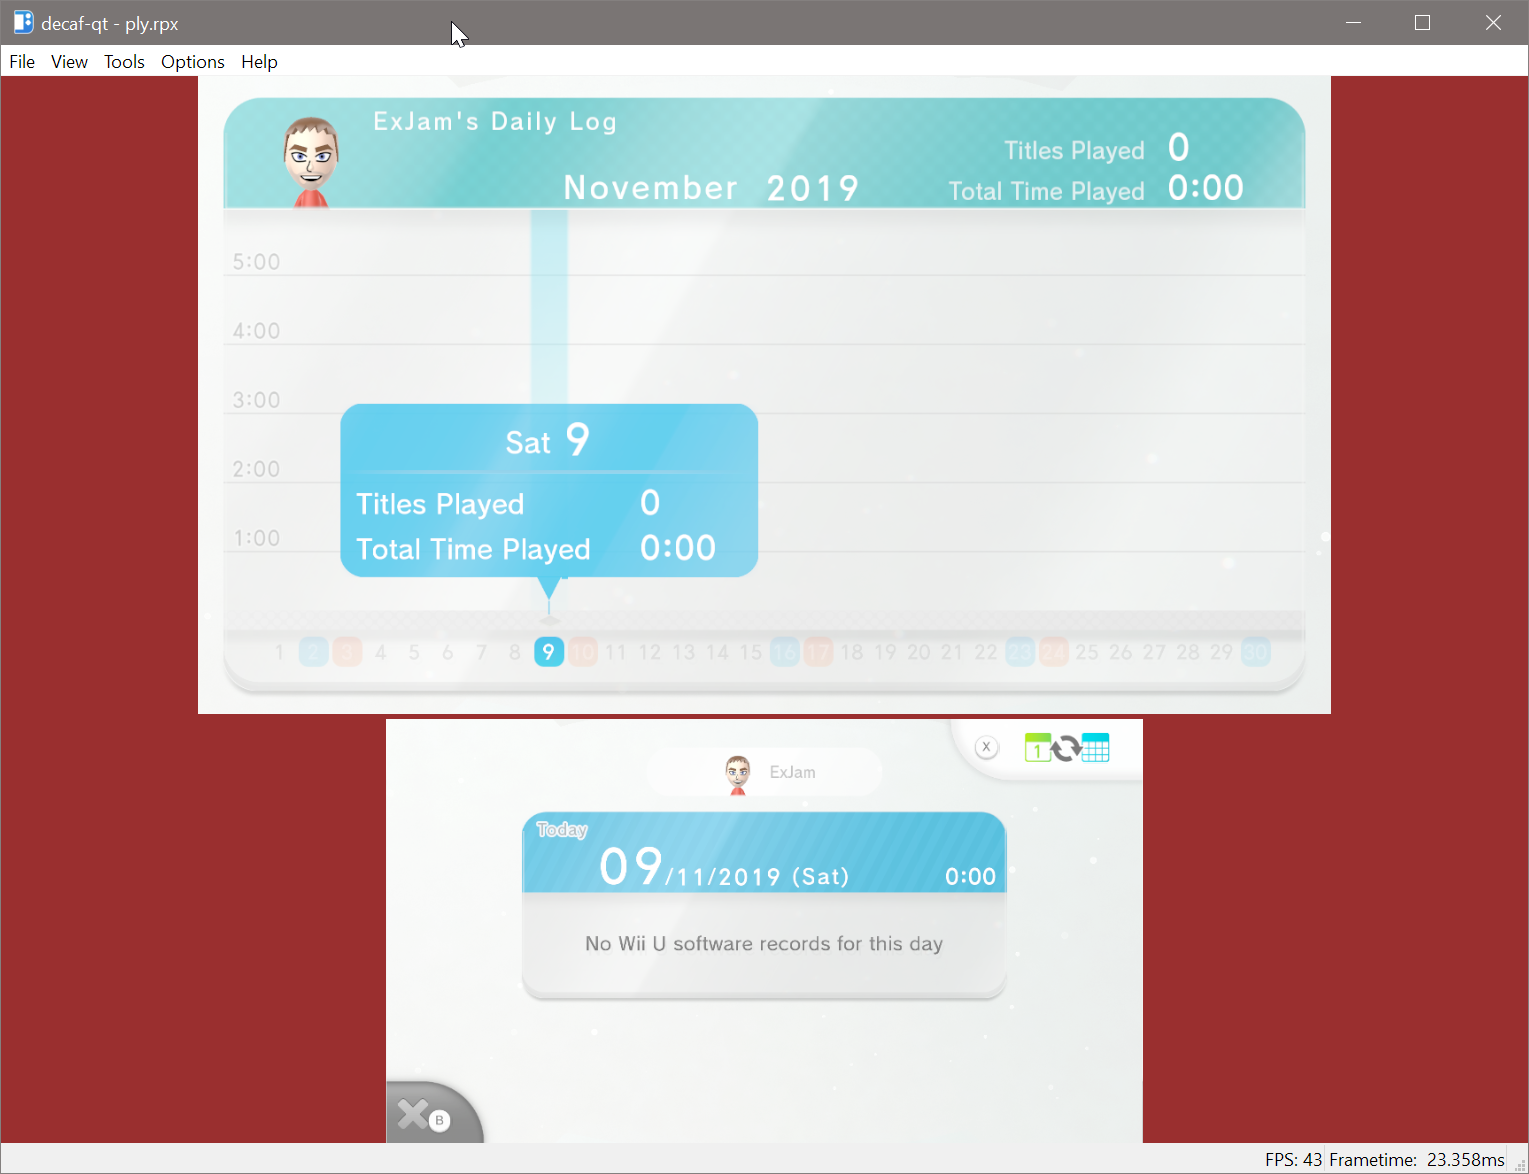 decaf-qt - ply.rpx
File View Tools Options Help
ExJam's Daily Log
Titles Played 0
November 2019
Total Time Played 0:00
5:00
4:00
3:00
2:00
1:00
Sat 9
Titles Played 0
Total Time Played 0:00
1 2 3 4 5 6 7 8 9 10 11 12 13 14 15 16 17 18 19 20 21 22 23 24 25 26 27 28 29 30
X 1
ExJam
Today
09/11/2019 (Sat) 0:00
No Wii U software records for this day
B
FPS: 43 Frametime: 23.358ms